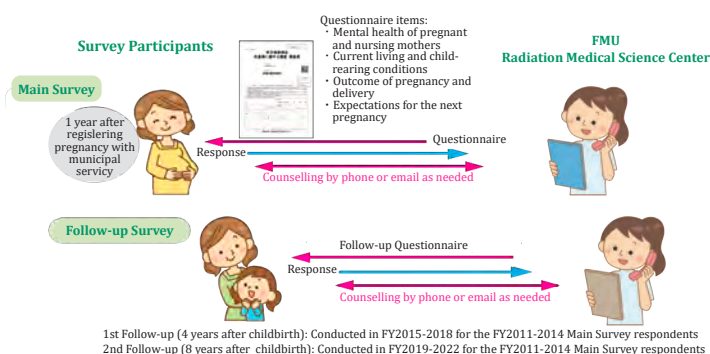 Questionnaire items:
・Mental health of pregnant
and nursing mothers
・Current living and child-
rearing conditions
・Outcome of pregnancy and
delivery
・Expectations for the next
pregnancy
Survey Participants
FMU
Radiation Medical Science Center
Main Survey
1 year after
regislering
pregnancy with
municipal
servicy
Questionnaire
Response
Counselling by phone or email as needed
Follow-up Survey
Follow-up Questionnaire
Response
Counselling by phone or email as needed
1st Follow-up (4 years after childbirth): Conducted in FY2015-2018 for the FY2011-2014 Main Survey respondents
2nd Follow-up (8 years after childbirth): Conducted in FY2019-2022 for the FY2011-2014 Main Survey respondents